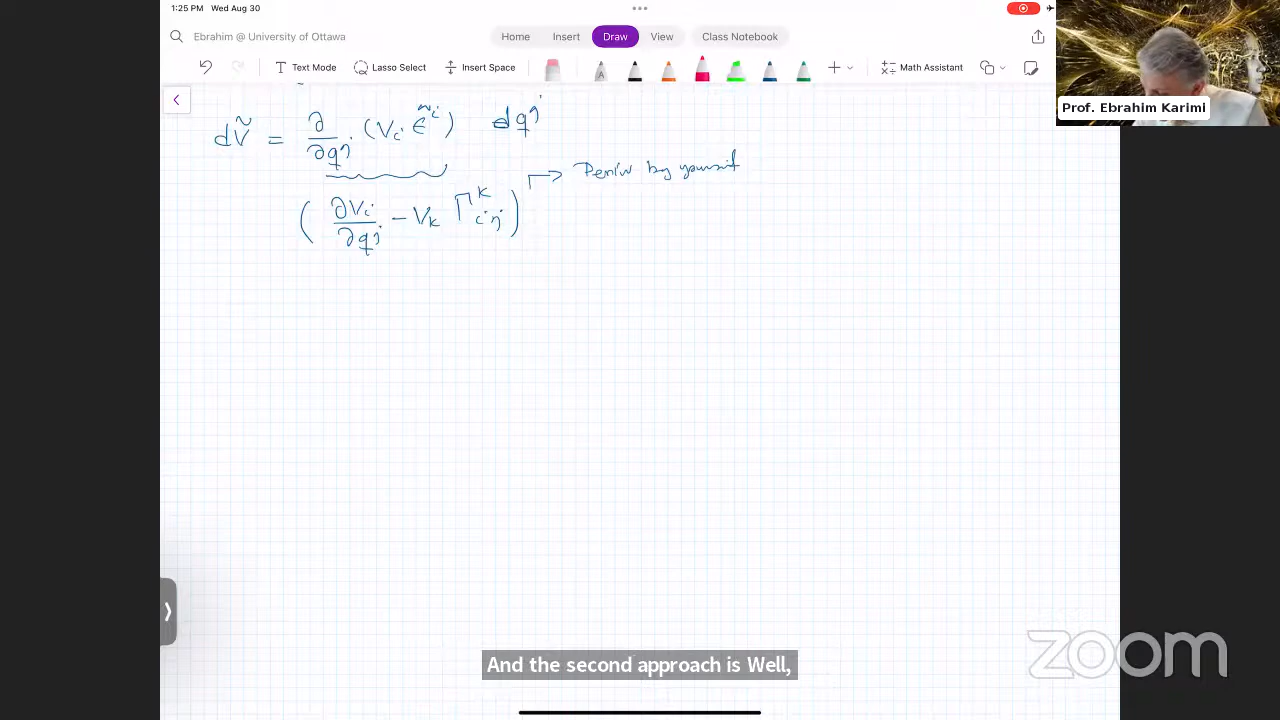 1:25 PM Wed Aug 30
Ebrahim @ University of Ottawa
Home Insert Draw View Class Notebook
Text Mode Lasso Select Insert Space Math Assistant
Prof. Ebrahim Karimi
dṼ = ∂/∂q^j (V_i w̃^i) dq^j
(∂V_i/∂q^j − V_k Γ^k_ij) → by yourself
And the second approach is Well,
zoom